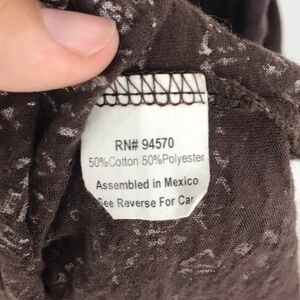 RN# 94570
50%Cotton 50%Polyester
Assembled in Mexico
See Reverse For Car